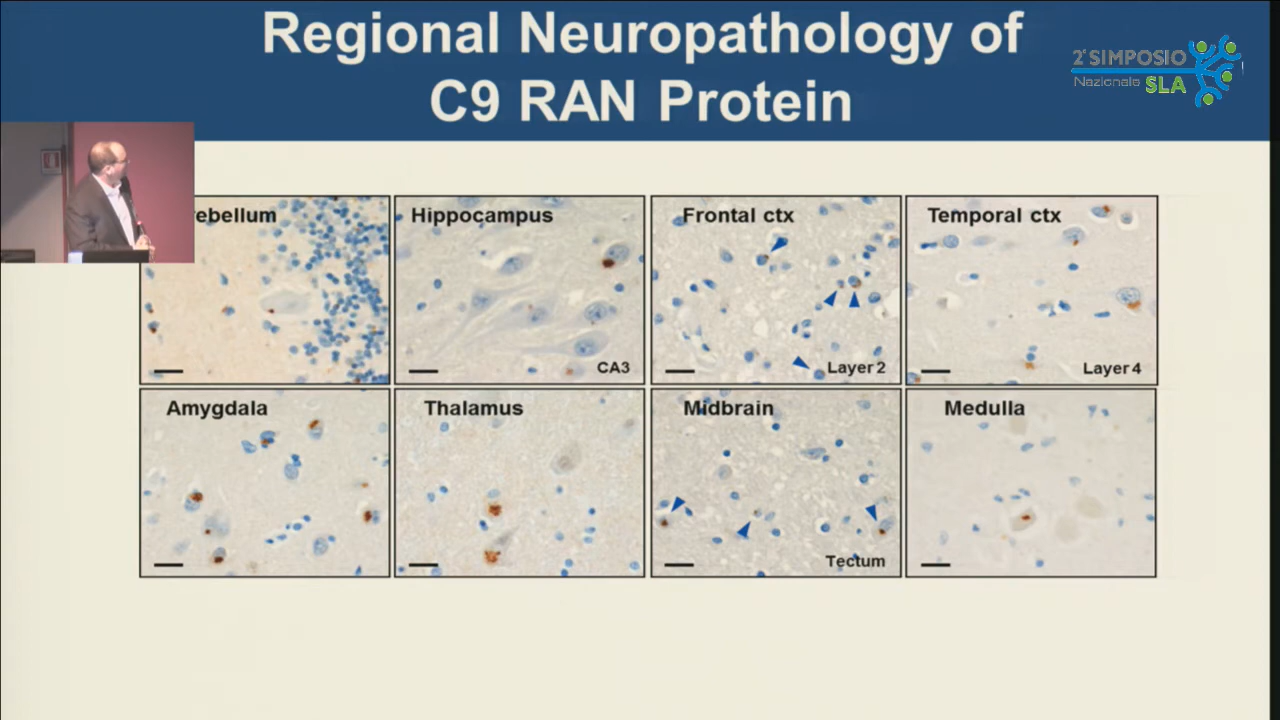 Regional Neuropathology of
C9 RAN Protein
2° SIMPOSIO
Nazionale SLA
rebellum
Hippocampus
CA3
Frontal ctx
Layer 2
Temporal ctx
Layer 4
Amygdala
Thalamus
Midbrain
Tectum
Medulla